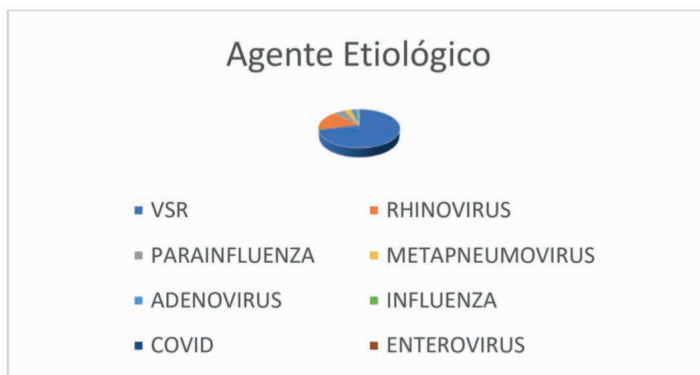 Agente Etiológico
VSR RHINOVIRUS
PARAINFLUENZA METAPNEUMOVIRUS
ADENOVIRUS INFLUENZA
COVID ENTEROVIRUS